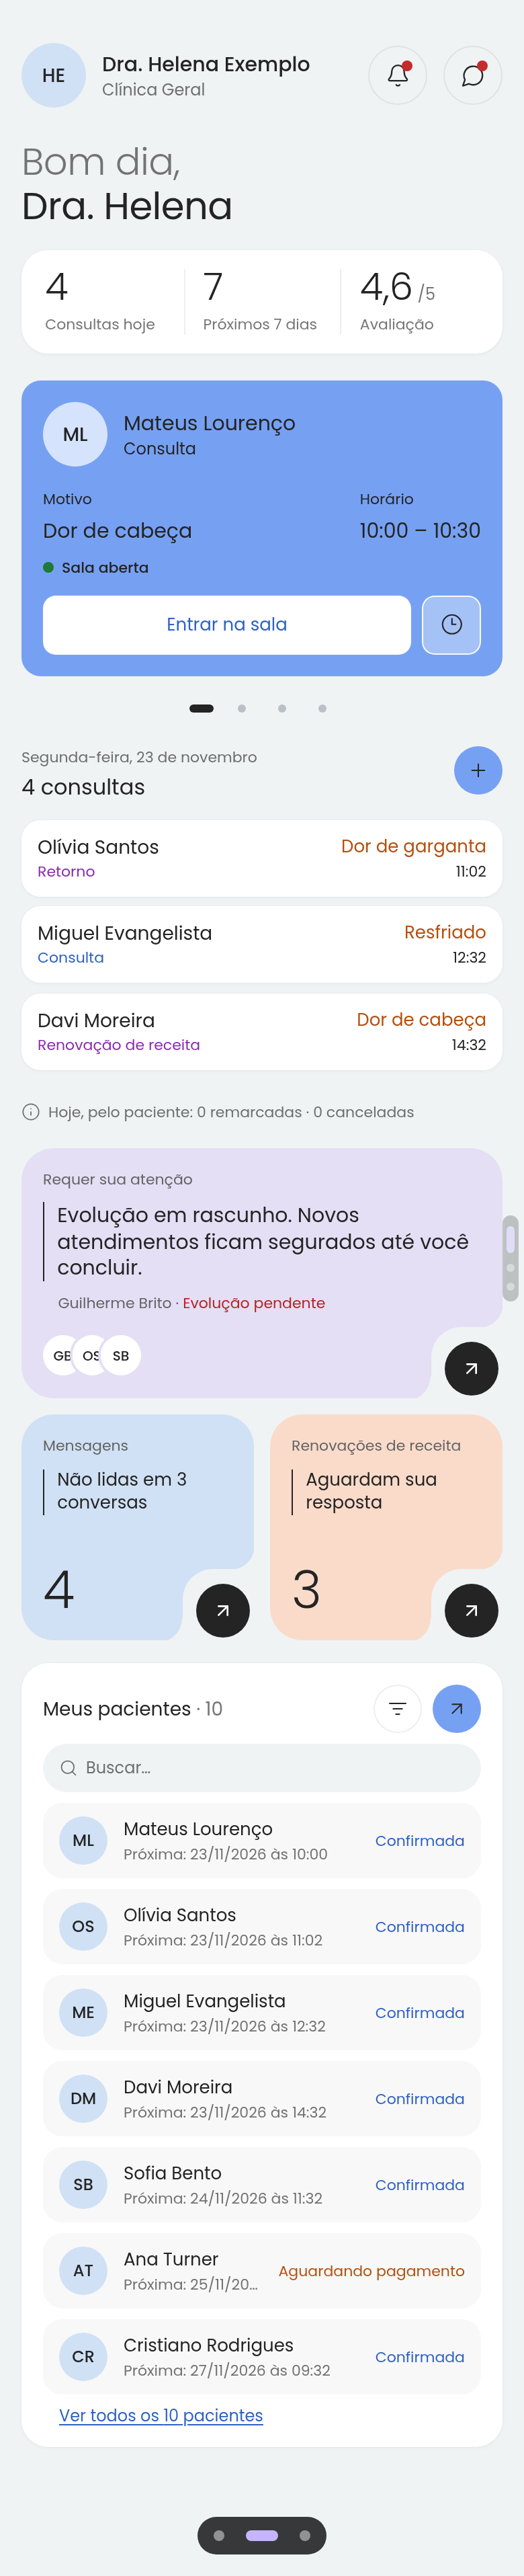 HE
Dra. Helena Exemplo
Clínica Geral
Bom dia,
Dra. Helena
4
Consultas hoje
7
Próximos 7 dias
4,6 /5
Avaliação
ML
Mateus Lourenço
Consulta
Motivo
Dor de cabeça
Horário
10:00 – 10:30
Sala aberta
Entrar na sala
Segunda-feira, 23 de novembro
4 consultas
Olívia Santos
Retorno
Dor de garganta
11:02
Miguel Evangelista
Consulta
Resfriado
12:32
Davi Moreira
Renovação de receita
Dor de cabeça
14:32
Hoje, pelo paciente: 0 remarcadas · 0 canceladas
Requer sua atenção
Evolução em rascunho. Novos
atendimentos ficam segurados até você
concluir.
Guilherme Brito · Evolução pendente
GB OS SB
Mensagens
Não lidas em 3
conversas
4
Renovações de receita
Aguardam sua
resposta
3
Meus pacientes · 10
Buscar...
ML
Mateus Lourenço
Próxima: 23/11/2026 às 10:00
Confirmada
OS
Olívia Santos
Próxima: 23/11/2026 às 11:02
Confirmada
ME
Miguel Evangelista
Próxima: 23/11/2026 às 12:32
Confirmada
DM
Davi Moreira
Próxima: 23/11/2026 às 14:32
Confirmada
SB
Sofia Bento
Próxima: 24/11/2026 às 11:32
Confirmada
AT
Ana Turner
Próxima: 25/11/20...
Aguardando pagamento
CR
Cristiano Rodrigues
Próxima: 27/11/2026 às 09:32
Confirmada
Ver todos os 10 pacientes